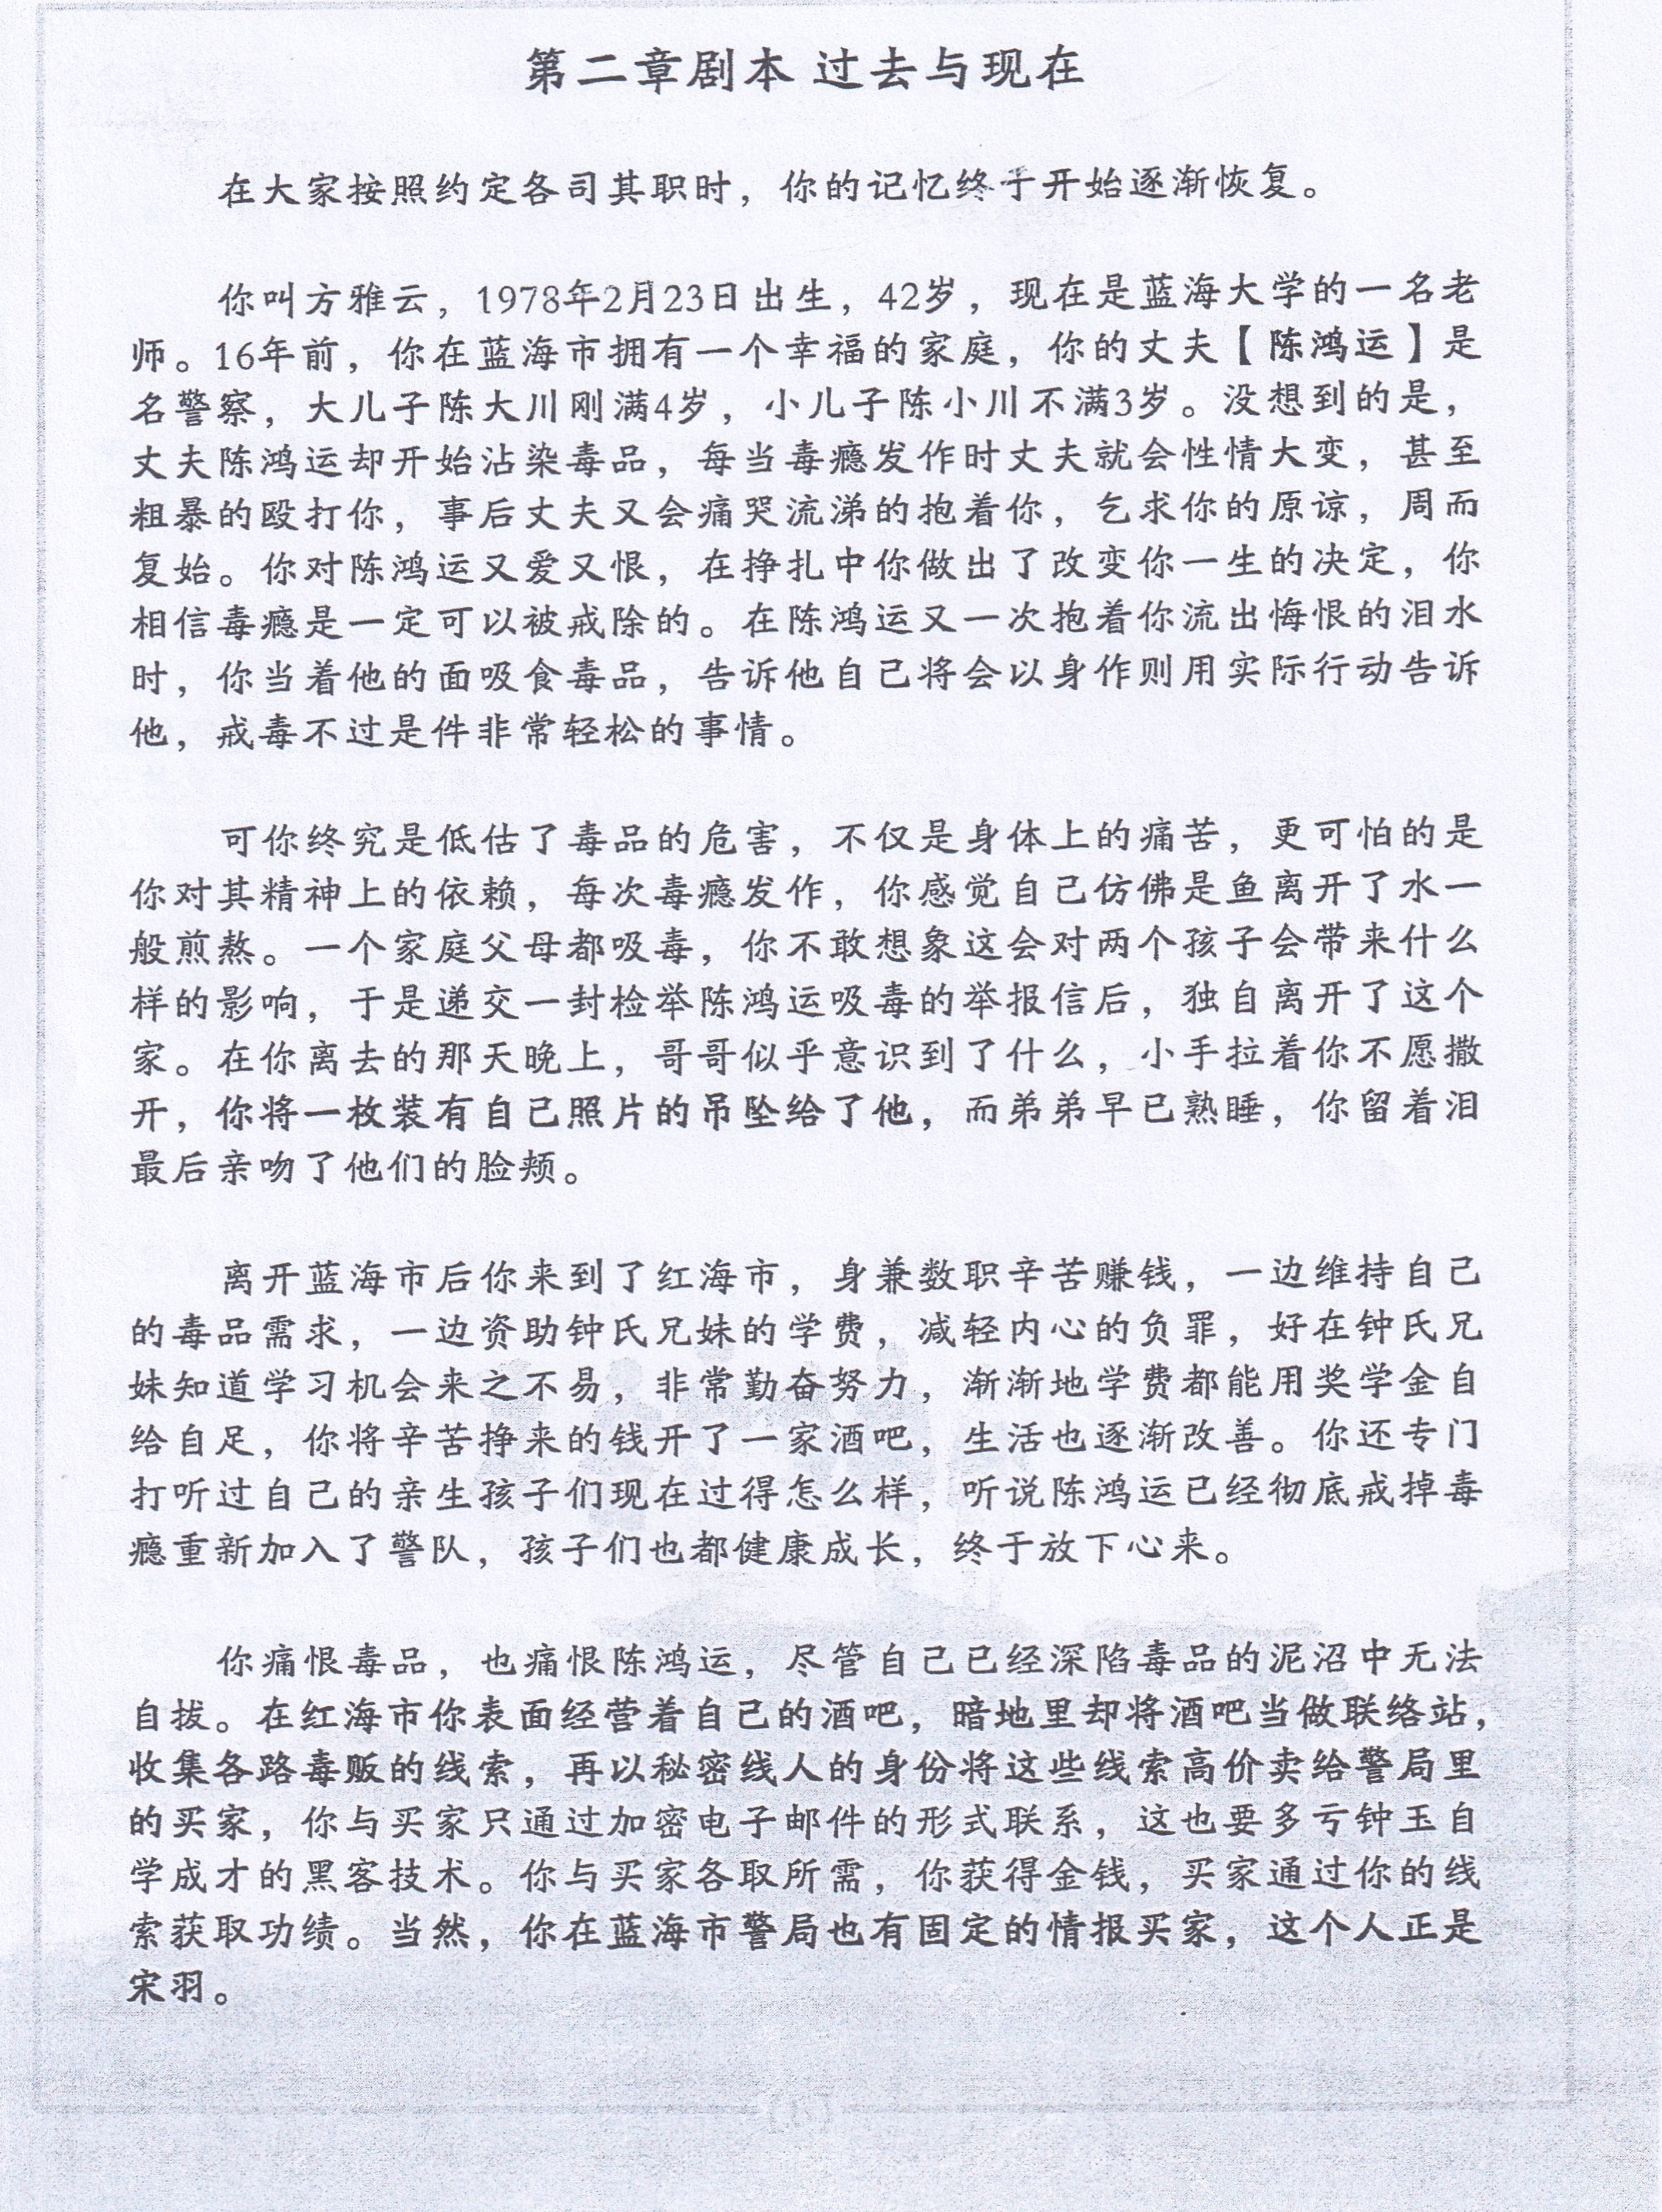 第二章剧本 过去与现在
在大家按照约定各司其职时，你的记忆终于开始逐渐恢复。
你叫方雅云，1978年2月23日出生，42岁，现在是蓝海大学的一名老
师。16年前，你在蓝海市拥有一个幸福的家庭，你的丈夫【陈鸿运】是
名警察，大儿子陈大川刚满4岁，小儿子陈小川不满3岁。没想到的是，
丈夫陈鸿运却开始沾染毒品，每当毒瘾发作时丈夫就会性情大变，甚至
粗暴的殴打你，事后丈夫又会痛哭流涕的抱着你，乞求你的原谅，周而
复始。你对陈鸿运又爱又恨，在挣扎中你做出了改变你一生的决定，你
相信毒瘾是一定可以被戒除的。在陈鸿运又一次抱着你流出悔恨的泪水
时，你当着他的面吸食毒品，告诉他自己将会以身作则用实际行动告诉
他，戒毒不过是件非常轻松的事情。
可你终究是低估了毒品的危害，不仅是身体上的痛苦，更可怕的是
你对其精神上的依赖，每次毒瘾发作，你感觉自己仿佛是鱼离开了水一
般煎熬。一个家庭父母都吸毒，你不敢想象这会对两个孩子会带来什么
样的影响，于是递交一封检举陈鸿运吸毒的举报信后，独自离开了这个
家。在你离去的那天晚上，哥哥似乎意识到了什么，小手拉着你不愿撒
开，你将一枚装有自己照片的吊坠给了他，而弟弟早已熟睡，你留着泪
最后亲吻了他们的脸颊。
离开蓝海市后你来到了红海市，身兼数职辛苦赚钱，一边维持自己
的毒品需求，一边资助钟氏兄妹的学费，减轻内心的负罪，好在钟氏兄
妹知道学习机会来之不易，非常勤奋努力，渐渐地学费都能用奖学金自
给自足，你将辛苦挣来的钱开了一家酒吧，生活也逐渐改善。你还专门
打听过自己的亲生孩子们现在过得怎么样，听说陈鸿运已经彻底戒掉毒
瘾重新加入了警队，孩子们也都健康成长，终于放下心来。
你痛恨毒品，也痛恨陈鸿运，尽管自己已经深陷毒品的泥沼中无法
自拔。在红海市你表面经营着自己的酒吧，暗地里却将酒吧当做联络站，
收集各路毒贩的线索，再以秘密线人的身份将这些线索高价卖给警局里
的买家，你与买家只通过加密电子邮件的形式联系，这也要多亏钟玉自
学成才的黑客技术。你与买家各取所需，你获得金钱，买家通过你的线
索获取功绩。当然，你在蓝海市警局也有固定的情报买家，这个人正是
宋羽。